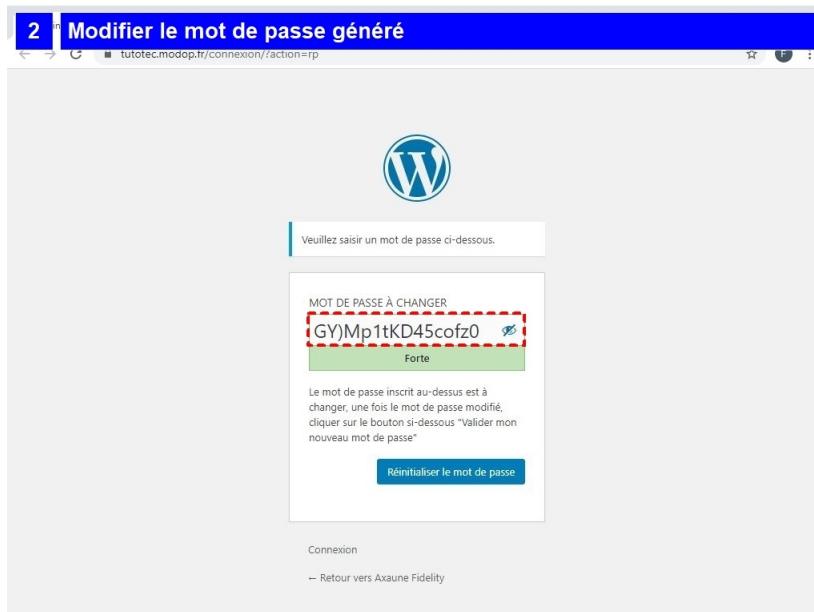 2 Modifier le mot de passe généré
tutotec.modop.fr/connexion/?action=rp
F
Veuillez saisir un mot de passe ci-dessous.
MOT DE PASSE À CHANGER
GY)Mp1tKD45cofz0
Forte
Le mot de passe inscrit au-dessus est à
changer, une fois le mot de passe modifié,
cliquer sur le bouton si-dessous "Valider mon
nouveau mot de passe"
Réinitialiser le mot de passe
Connexion
← Retour vers Axaune Fidelity